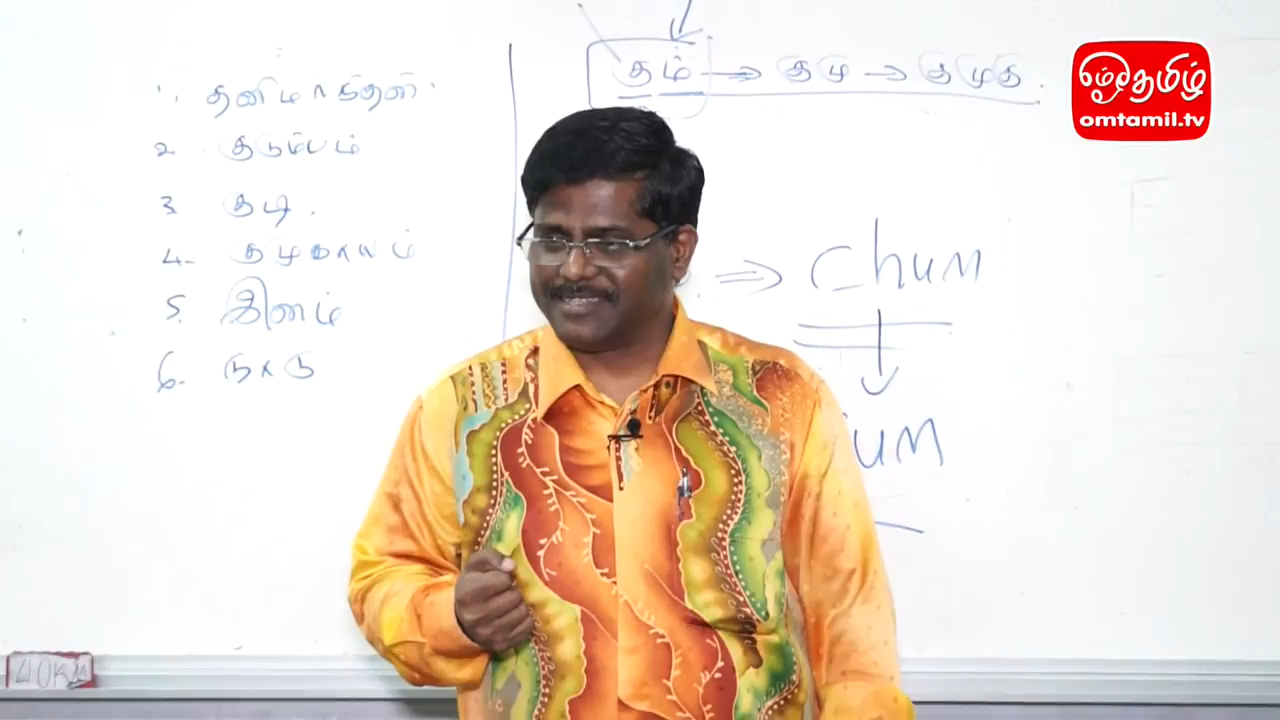 1. தனிமாந்தன்
2. குடும்பம்
3. குடி.
4. குமுகாயம்
5. இனம்
6. நாடு
கும் → குமு → குமுகு.
⇒ Chum
um
ஓம்தமிழ்
omtamil.tv